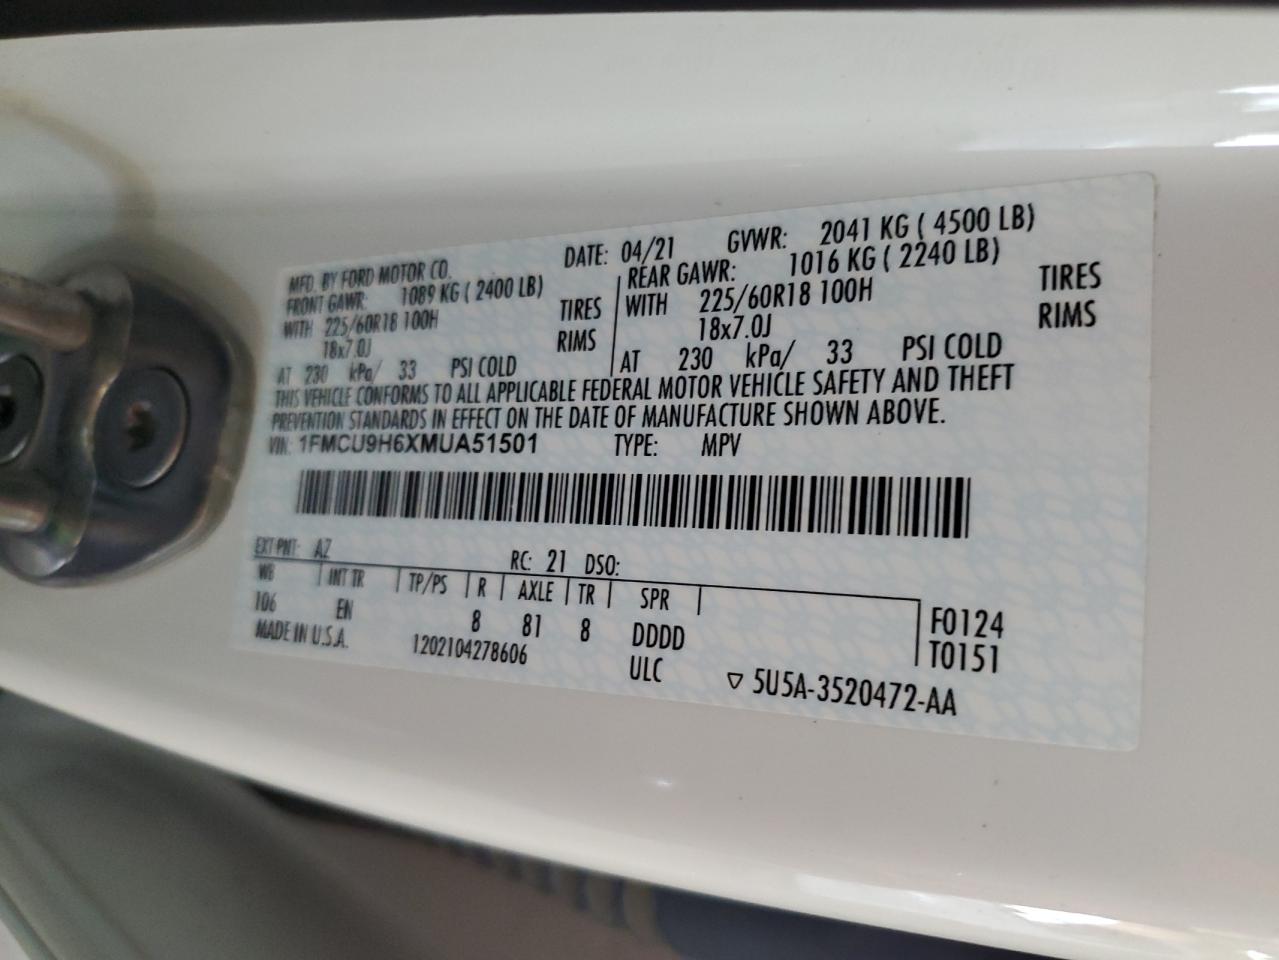 MFD. BY FORD MOTOR CO. DATE: 04/21 GVWR: 2041 KG ( 4500 LB)
FRONT GAWR: 1089 KG ( 2400 LB) REAR GAWR: 1016 KG ( 2240 LB)
WITH 225/60R18 100H TIRES WITH 225/60R18 100H TIRES
18x7.0J RIMS 18x7.0J RIMS
AT 230 kPa/ 33 PSI COLD AT 230 kPa/ 33 PSI COLD
THIS VEHICLE CONFORMS TO ALL APPLICABLE FEDERAL MOTOR VEHICLE SAFETY AND THEFT
PREVENTION STANDARDS IN EFFECT ON THE DATE OF MANUFACTURE SHOWN ABOVE.
VIN: 1FMCU9H6XMUA51501 TYPE: MPV
EXT PNT: AZ RC: 21 DSO:
WB INT TR TP/PS R AXLE TR SPR
106 EN 8 81 8 DDDD F0124
MADE IN U.S.A. 1202104278606 ULC T0151
▽ 5U5A-3520472-AA